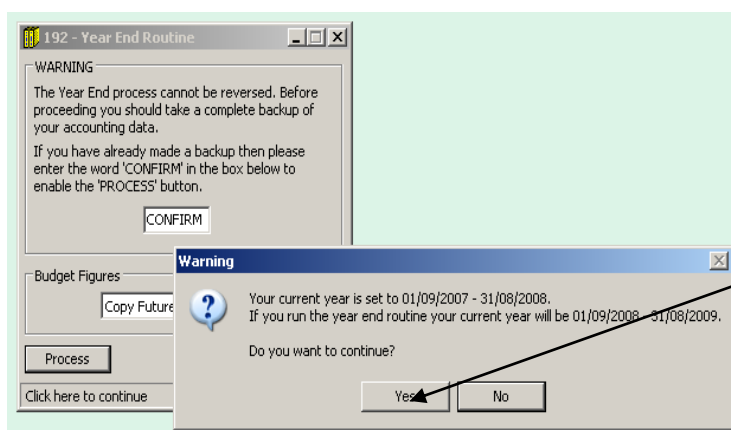 192 - Year End Routine
WARNING
The Year End process cannot be reversed. Before
proceeding you should take a complete backup of
your accounting data.
If you have already made a backup then please
enter the word 'CONFIRM' in the box below to
enable the 'PROCESS' button.
CONFIRM
Budget Figures
Copy Future
Process
Click here to continue
Warning
Your current year is set to 01/09/2007 - 31/08/2008.
If you run the year end routine your current year will be 01/09/2008 - 31/08/2009.
Do you want to continue?
Yes
No